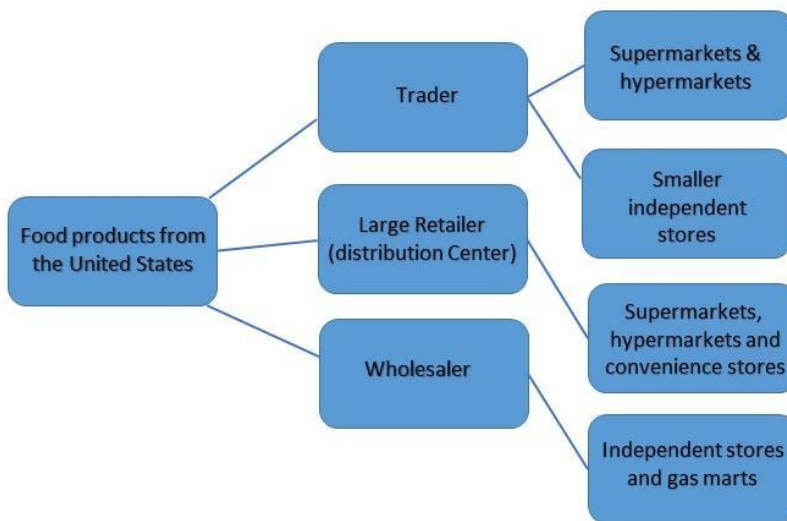 Food products from
the United States
Trader
Large Retailer
(distribution Center)
Wholesaler
Supermarkets &
hypermarkets
Smaller
independent
stores
Supermarkets,
hypermarkets and
convenience stores
Independent stores
and gas marts